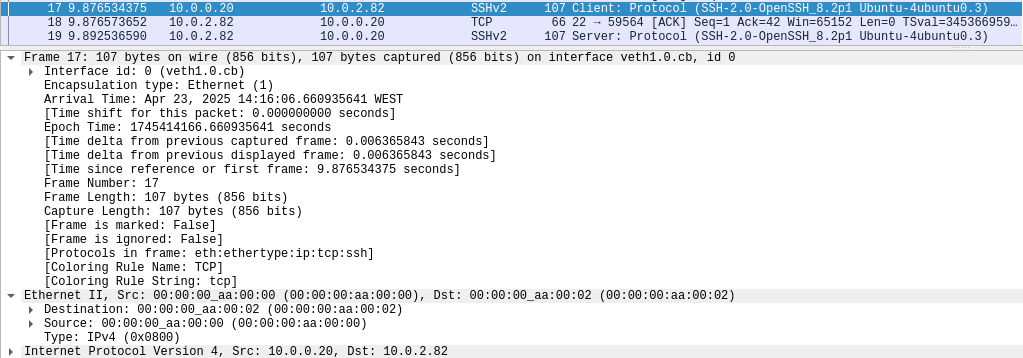 17 9.876534375 10.0.0.20 10.0.2.82 SSHv2 107 Client: Protocol (SSH-2.0-OpenSSH_8.2p1 Ubuntu-4ubuntu0.3)
18 9.876573652 10.0.2.82 10.0.0.20 TCP 66 22 → 59564 [ACK] Seq=1 Ack=42 Win=65152 Len=0 TSval=345366959…
19 9.892536590 10.0.2.82 10.0.0.20 SSHv2 107 Server: Protocol (SSH-2.0-OpenSSH_8.2p1 Ubuntu-4ubuntu0.3)
Frame 17: 107 bytes on wire (856 bits), 107 bytes captured (856 bits) on interface veth1.0.cb, id 0
Interface id: 0 (veth1.0.cb)
Encapsulation type: Ethernet (1)
Arrival Time: Apr 23, 2025 14:16:06.660935641 WEST
[Time shift for this packet: 0.000000000 seconds]
Epoch Time: 1745414166.660935641 seconds
[Time delta from previous captured frame: 0.006365843 seconds]
[Time delta from previous displayed frame: 0.006365843 seconds]
[Time since reference or first frame: 9.876534375 seconds]
Frame Number: 17
Frame Length: 107 bytes (856 bits)
Capture Length: 107 bytes (856 bits)
[Frame is marked: False]
[Frame is ignored: False]
[Protocols in frame: eth:ethertype:ip:tcp:ssh]
[Coloring Rule Name: TCP]
[Coloring Rule String: tcp]
Ethernet II, Src: 00:00:00_aa:00:00 (00:00:00:aa:00:00), Dst: 00:00:00_aa:00:02 (00:00:00:aa:00:02)
Destination: 00:00:00_aa:00:02 (00:00:00:aa:00:02)
Source: 00:00:00_aa:00:00 (00:00:00:aa:00:00)
Type: IPv4 (0x0800)
Internet Protocol Version 4, Src: 10.0.0.20, Dst: 10.0.2.82